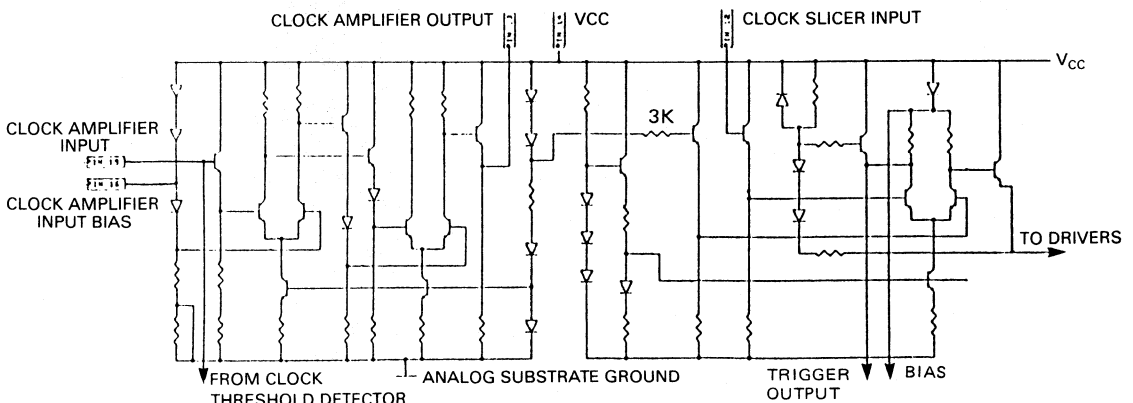 CLOCK AMPLIFIER OUTPUT
VCC
CLOCK SLICER INPUT
VCC
3K
CLOCK AMPLIFIER
INPUT
CLOCK AMPLIFIER
INPUT BIAS
TO DRIVERS
FROM CLOCK
THRESHOLD DETECTOR
ANALOG SUBSTRATE GROUND
TRIGGER
OUTPUT
BIAS